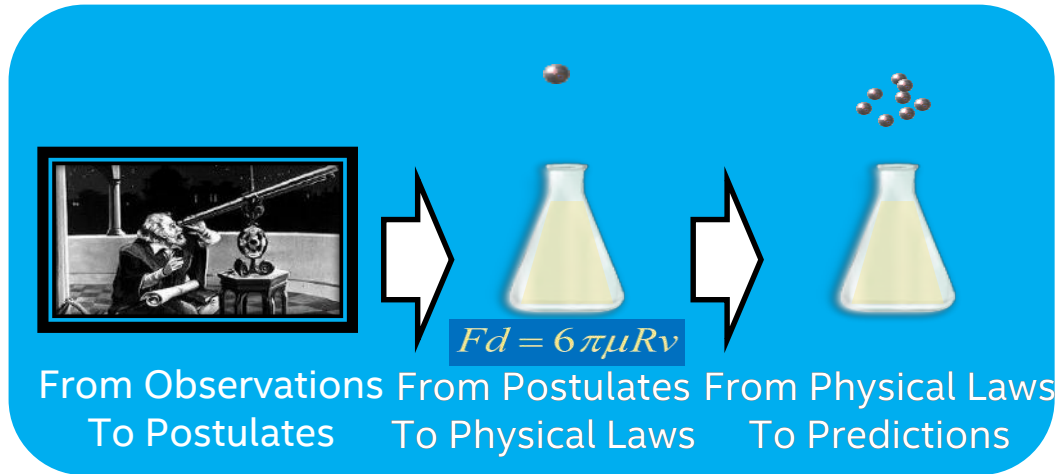 Fd = 6πμRv
From Observations
To Postulates
From Postulates
To Physical Laws
From Physical Laws
To Predictions